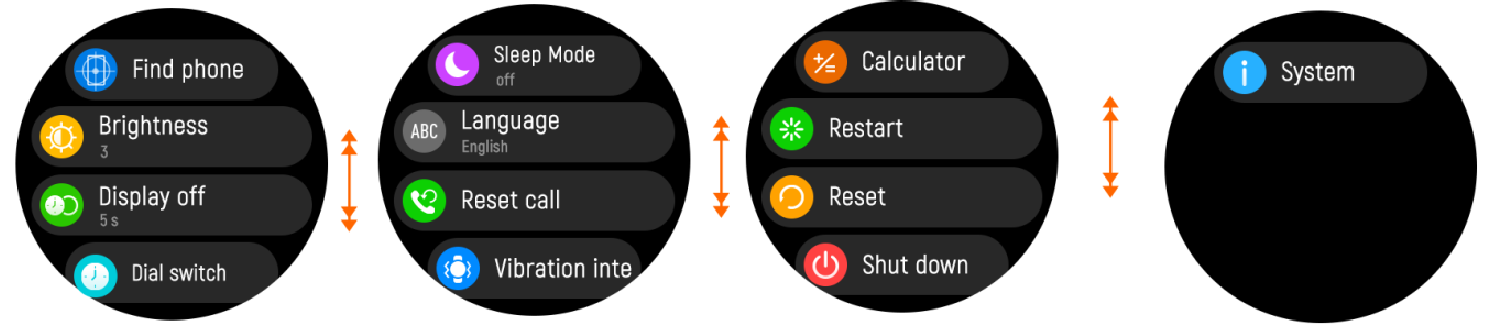 Find phone
Brightness
3
Display off
5 s
Dial switch
Sleep Mode
off
ABC
Language
English
Reset call
Vibration inte
+/=
Calculator
Restart
Reset
Shut down
i
System